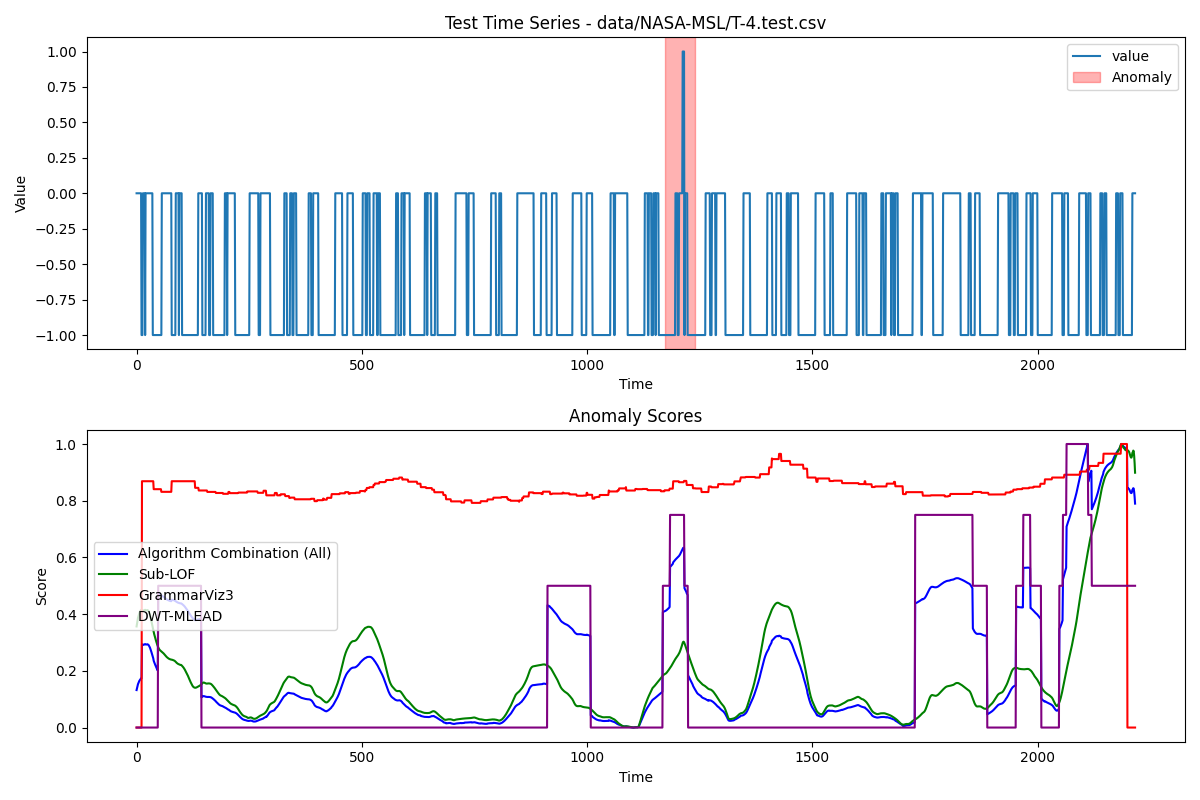 Test Time Series - data/NASA-MSL/T-4.test.csv
Value
1.00
0.75
0.50
0.25
0.00
−0.25
−0.50
−0.75
−1.00
value
Anomaly
0
500
1000
1500
2000
Time
Anomaly Scores
Score
1.0
0.8
0.6
0.4
0.2
0.0
Algorithm Combination (All)
Sub-LOF
GrammarViz3
DWT-MLEAD
0
500
1000
1500
2000
Time